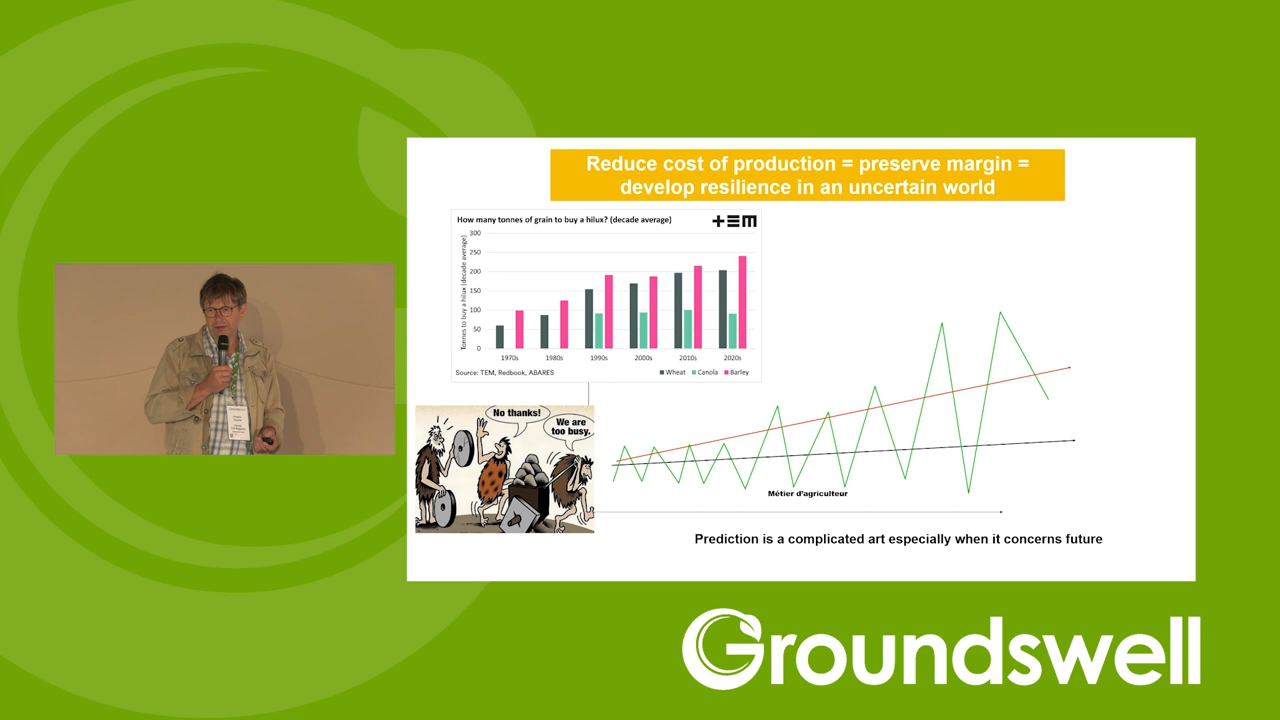 Reduce cost of production = preserve margin =
develop resilience in an uncertain world
How many tonnes of grain to buy a hilux? (decade average)
TEM
Tonnes to buy a hilux (decade average)
300
250
200
150
100
50
0
1970s 1980s 1990s 2000s 2010s 2020s
Source: TEM, Redbook, ABARES
Wheat Canola Barley
No thanks!
We are
too busy.
Métier d'agriculteur
Prediction is a complicated art especially when it concerns future
Groundswell